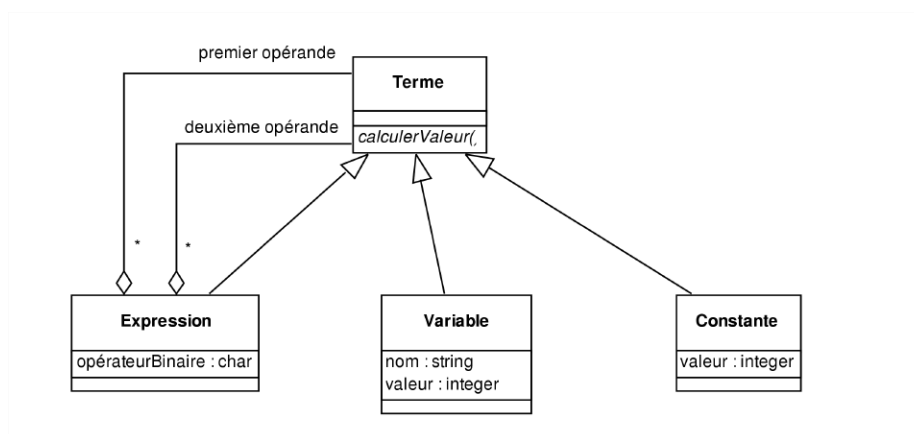 premier opérande
Terme
deuxième opérande
calculerValeur(,
*
*
Expression
Variable
Constante
opérateurBinaire : char
nom : string
valeur : integer
valeur : integer